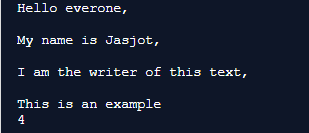 Hello everone,
My name is Jasjot,
I am the writer of this text,
This is an example
4